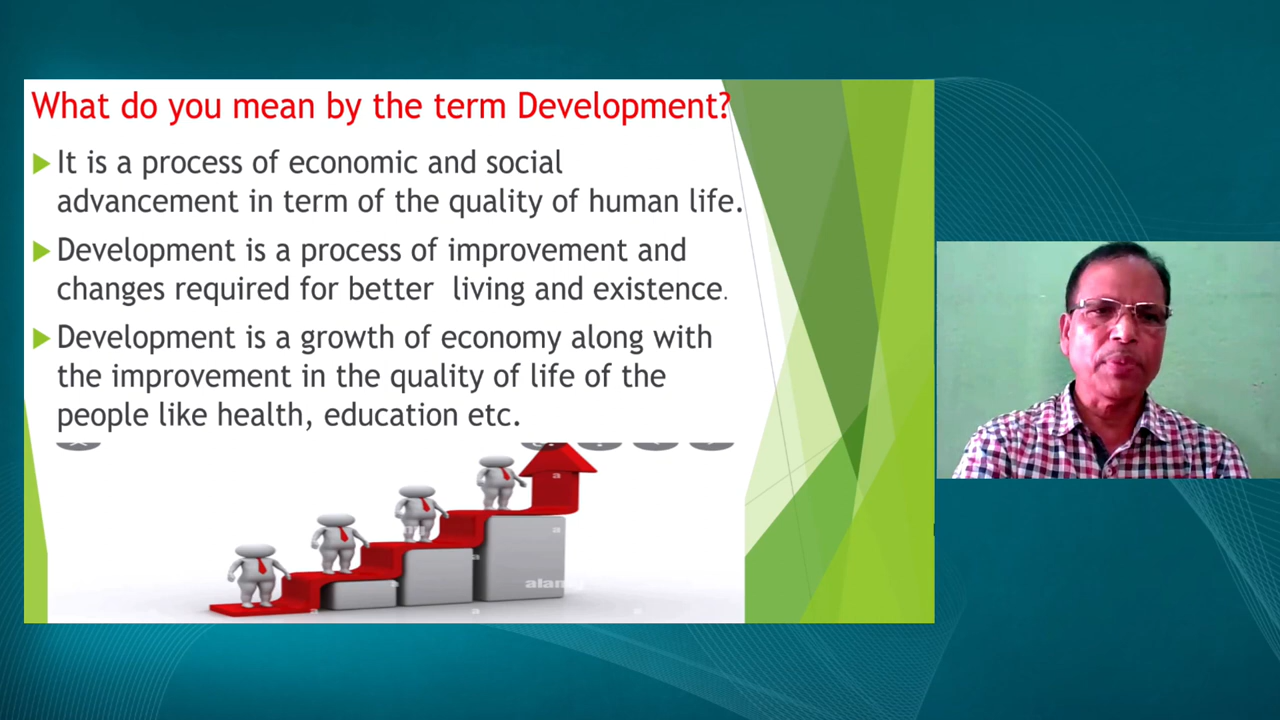 What do you mean by the term Development?
It is a process of economic and social
advancement in term of the quality of human life.
Development is a process of improvement and
changes required for better living and existence.
Development is a growth of economy along with
the improvement in the quality of life of the
people like health, education etc.
a
a
a
a
a
a